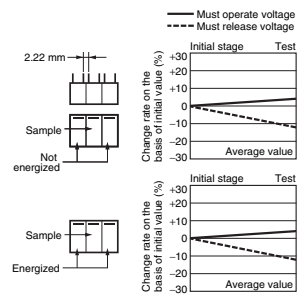 Must operate voltage
Must release voltage
2.22 mm
Sample
Not
energized
Initial stage Test
Change rate on the
basis of initial value (%)
+30
+20
+10
0
−10
−20
−30
Average value
Sample
Energized
Initial stage Test
Change rate on the
basis of initial value (%)
+30
+20
+10
0
−10
−20
−30
Average value